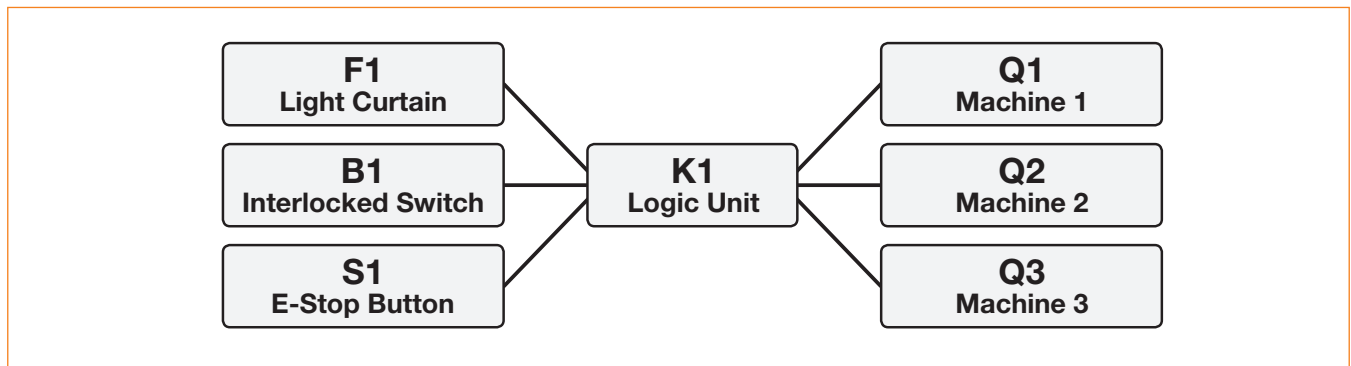 F1
Light Curtain
B1
Interlocked Switch
S1
E-Stop Button
K1
Logic Unit
Q1
Machine 1
Q2
Machine 2
Q3
Machine 3